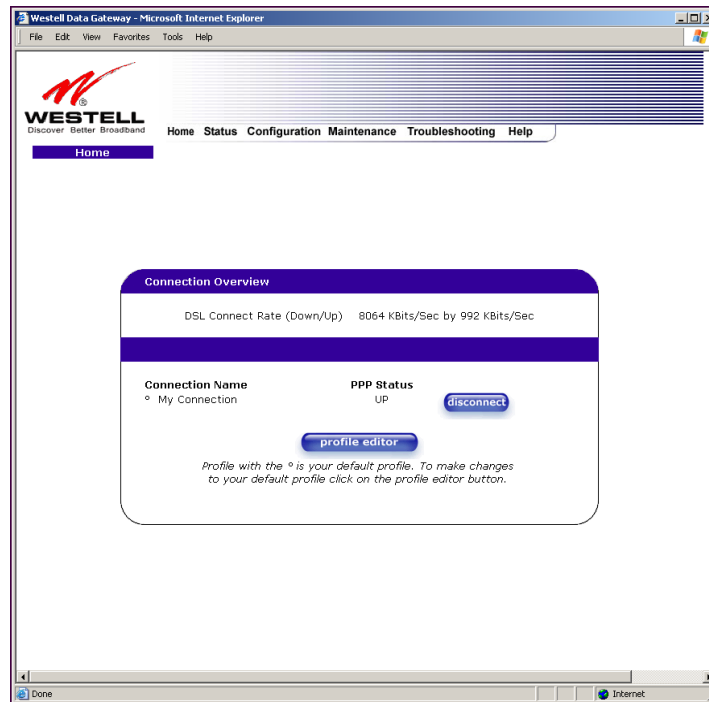 Westell Data Gateway - Microsoft Internet Explorer
File Edit View Favorites Tools Help
WESTELL
Discover Better Broadband
®
Home Status Configuration Maintenance Troubleshooting Help
Home
Connection Overview
DSL Connect Rate (Down/Up) 8064 KBits/Sec by 992 KBits/Sec
Connection Name PPP Status
° My Connection UP disconnect
profile editor
Profile with the ° is your default profile. To make changes
to your default profile click on the profile editor button.
Done Internet